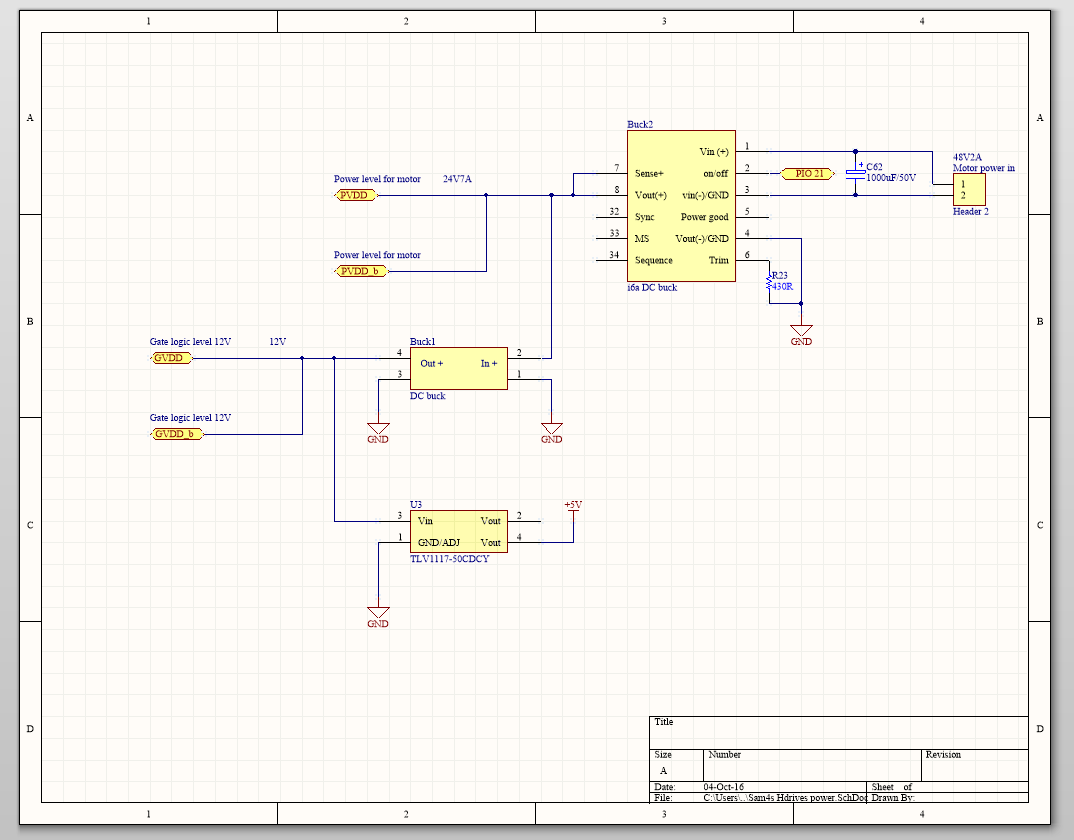 1 2 3 4
A A
Buck2
Vin (+) 1
7 Sense+ on/off 2
8 Vout(+) vin(-)/GND 3
32 Sync Power good 5
33 MS Vout(-)/GND 4
34 Sequence Trim 6
i6a DC buck
PIO 21
+ C62
1000uF/50V
48V2A
Motor power in
1
2
Header 2
R23
430R
GND
Power level for motor 24V7A
PVDD
Power level for motor
PVDD_b
B B
Gate logic level 12V 12V
GVDD
Gate logic level 12V
GVDD_b
Buck1
4 Out + In + 2
3 1
DC buck
GND GND
C C
U3
3 Vin Vout 2
1 GND/ADJ Vout 4
TLV1117-50CDCY
+5V
GND
D D
Title
Size Number Revision
A
Date: 04-Oct-16 Sheet of
File: C:\Users\..\Sam4s Hdrives power.SchDoc Drawn By:
1 2 3 4